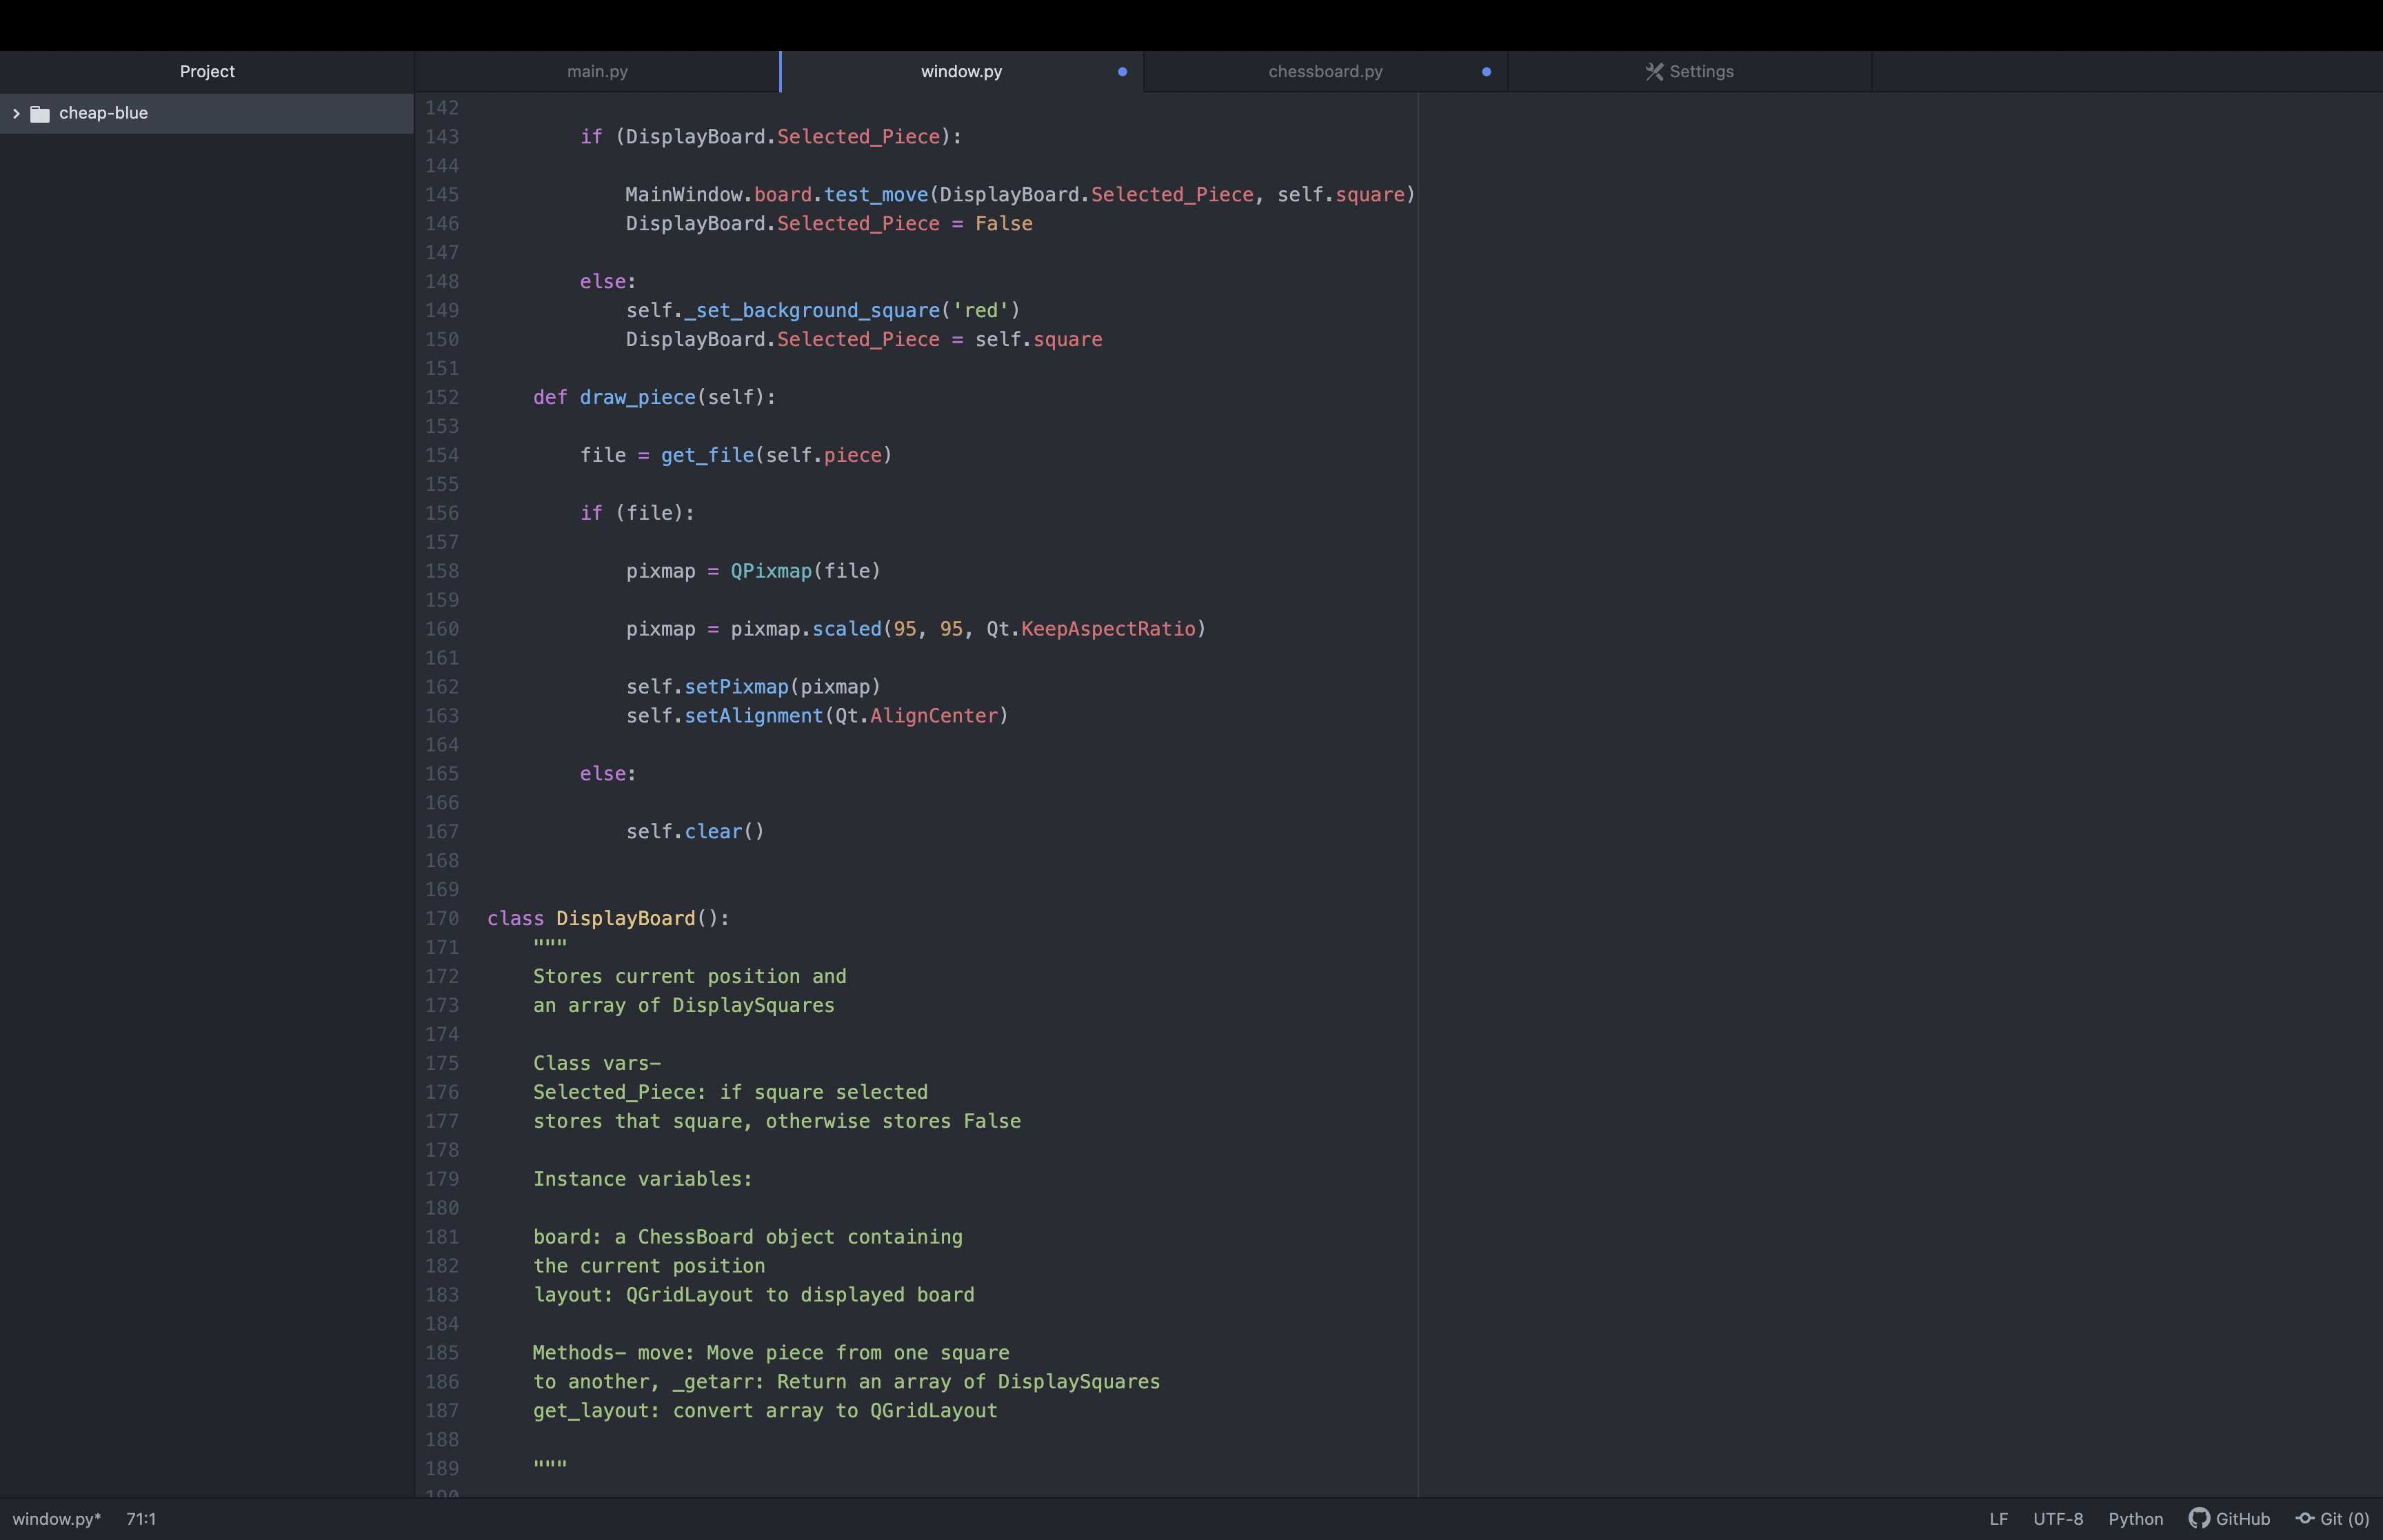 Project
main.py
window.py
chessboard.py
Settings
cheap-blue
142
143 if (DisplayBoard.Selected_Piece):
144
145 MainWindow.board.test_move(DisplayBoard.Selected_Piece, self.square)
146 DisplayBoard.Selected_Piece = False
147
148 else:
149 self._set_background_square('red')
150 DisplayBoard.Selected_Piece = self.square
151
152 def draw_piece(self):
153
154 file = get_file(self.piece)
155
156 if (file):
157
158 pixmap = QPixmap(file)
159
160 pixmap = pixmap.scaled(95, 95, Qt.KeepAspectRatio)
161
162 self.setPixmap(pixmap)
163 self.setAlignment(Qt.AlignCenter)
164
165 else:
166
167 self.clear()
168
169
170 class DisplayBoard():
171 """
172 Stores current position and
173 an array of DisplaySquares
174
175 Class vars-
176 Selected_Piece: if square selected
177 stores that square, otherwise stores False
178
179 Instance variables:
180
181 board: a ChessBoard object containing
182 the current position
183 layout: QGridLayout to displayed board
184
185 Methods- move: Move piece from one square
186 to another, _getarr: Return an array of DisplaySquares
187 get_layout: convert array to QGridLayout
188
189 """
190
window.py* 71:1 LF UTF-8 Python GitHub Git (0)